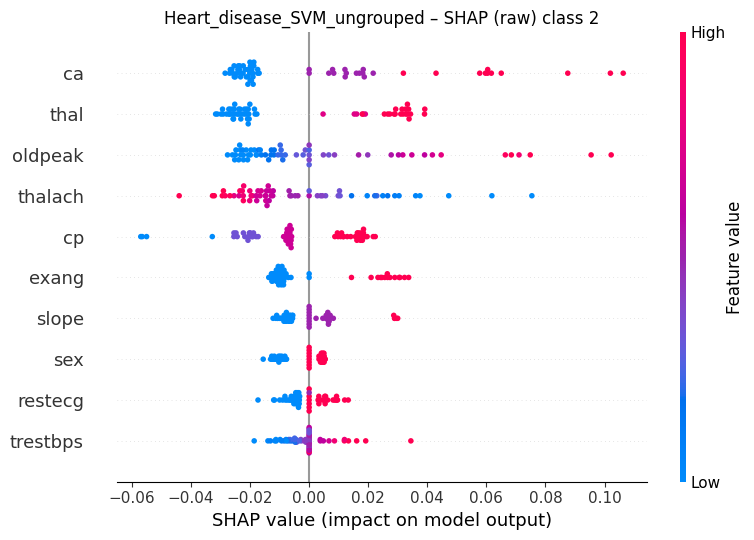 Heart_disease_SVM_ungrouped – SHAP (raw) class 2
High
ca
thal
oldpeak
thalach
cp
exang
slope
sex
restecg
trestbps
Feature value
Low
−0.06 −0.04 −0.02 0.00 0.02 0.04 0.06 0.08 0.10
SHAP value (impact on model output)